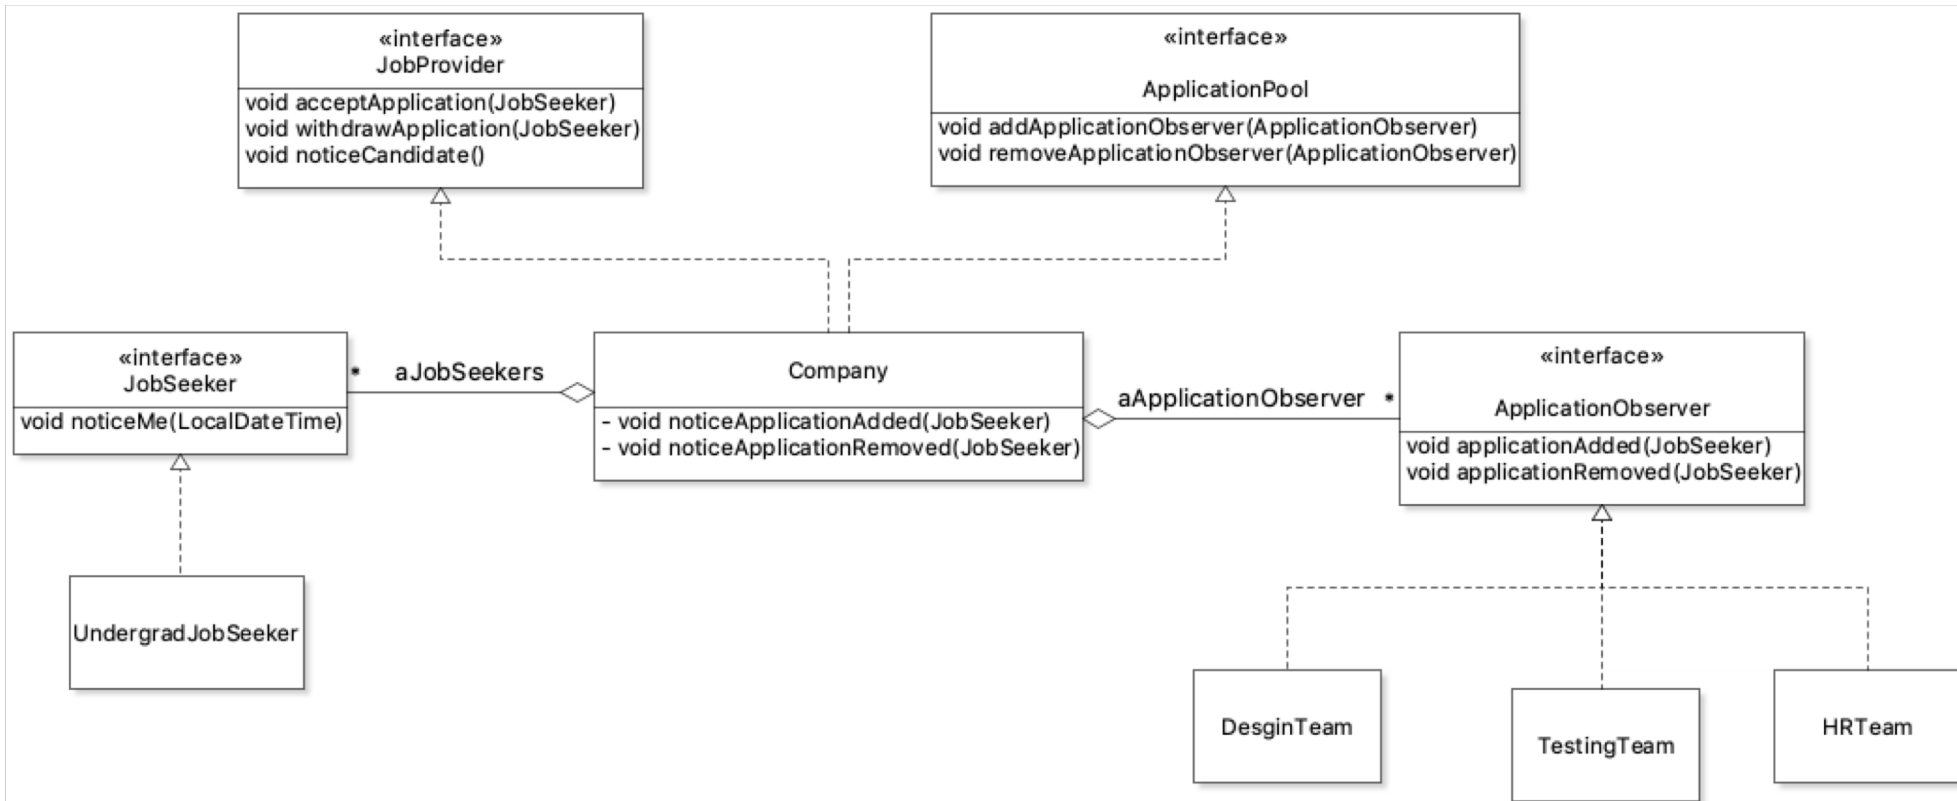 «interface»
JobProvider
void acceptApplication(JobSeeker)
void withdrawApplication(JobSeeker)
void noticeCandidate()
«interface»
ApplicationPool
void addApplicationObserver(ApplicationObserver)
void removeApplicationObserver(ApplicationObserver)
«interface»
JobSeeker
void noticeMe(LocalDateTime)
* aJobSeekers
Company
- void noticeApplicationAdded(JobSeeker)
- void noticeApplicationRemoved(JobSeeker)
aApplicationObserver *
«interface»
ApplicationObserver
void applicationAdded(JobSeeker)
void applicationRemoved(JobSeeker)
UndergradJobSeeker
DesginTeam
TestingTeam
HRTeam